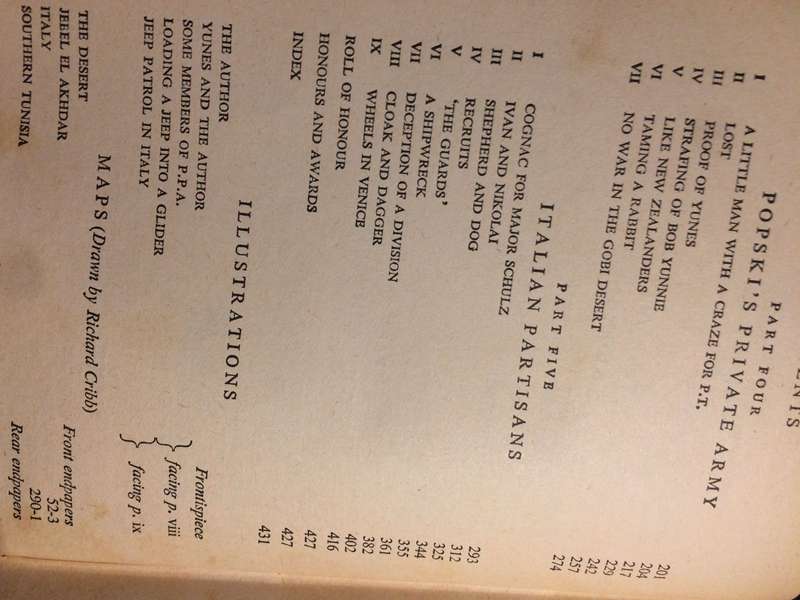 ENTS
PART FOUR
POPSKI'S PRIVATE ARMY
I A LITTLE MAN WITH A CRAZE FOR P.T. 201
II LOST 204
III PROOF OF YUNES 217
IV STRAFING OF BOB YUNNIE 229
V LIKE NEW ZEALANDERS 242
VI TAMING A RABBIT 257
VII NO WAR IN THE GOBI DESERT 274
PART FIVE
ITALIAN PARTISANS
I COGNAC FOR MAJOR SCHULZ 293
II IVAN AND NIKOLAI 312
III SHEPHERD AND DOG 325
IV RECRUITS 344
V 'THE GUARDS' 355
VI A SHIPWRECK 361
VII DECEPTION OF A DIVISION 382
VIII CLOAK AND DAGGER 402
IX WHEELS IN VENICE 416
ROLL OF HONOUR 427
HONOURS AND AWARDS 427
INDEX 431
ILLUSTRATIONS
THE AUTHOR Frontispiece
YUNES AND THE AUTHOR
SOME MEMBERS OF P.P.A. facing p. viii
LOADING A JEEP INTO A GLIDER
JEEP PATROL IN ITALY facing p. ix
MAPS (Drawn by Richard Cribb)
THE DESERT Front endpapers
JEBEL EL AKHDAR 52-3
ITALY 290-1
SOUTHERN TUNISIA Rear endpapers